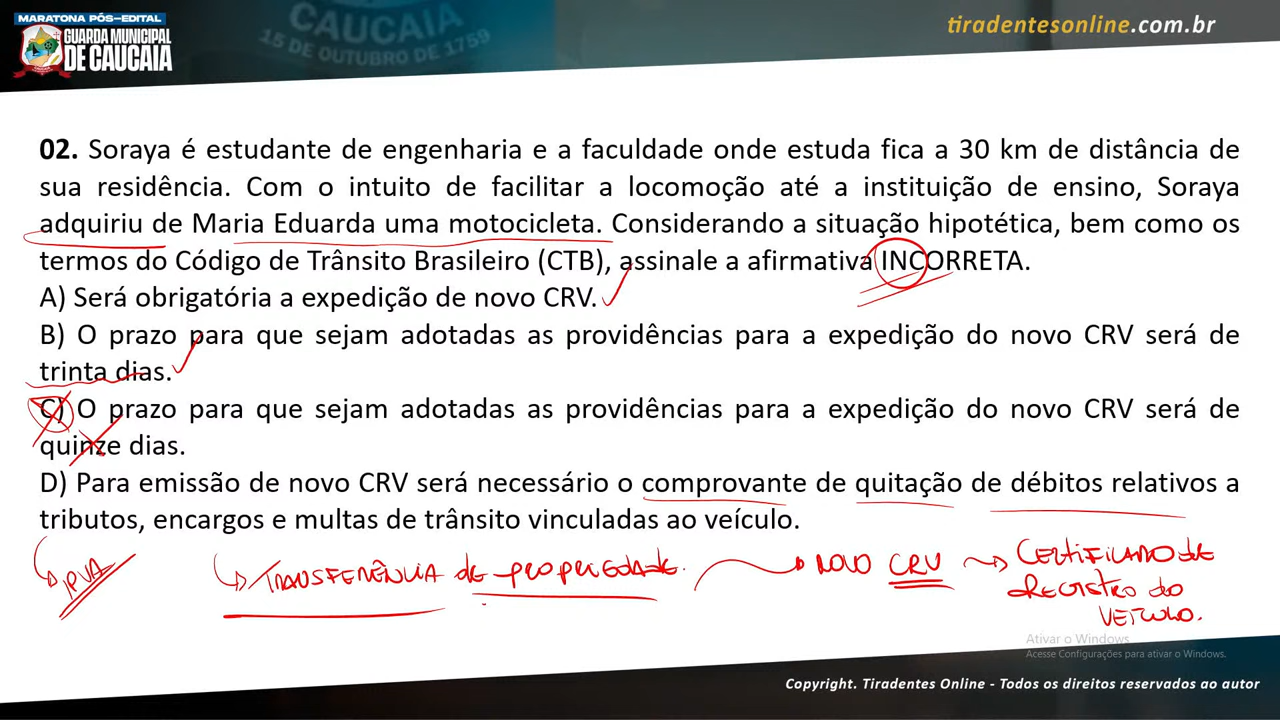 MARATONA PÓS-EDITAL
GUARDA MUNICIPAL
DE CAUCAIA
CAUCAIA
15 DE OUTUBRO DE 1759
tiradentesonline.com.br
02. Soraya é estudante de engenharia e a faculdade onde estuda fica a 30 km de distância de
sua residência. Com o intuito de facilitar a locomoção até a instituição de ensino, Soraya
adquiriu de Maria Eduarda uma motocicleta. Considerando a situação hipotética, bem como os
termos do Código de Trânsito Brasileiro (CTB), assinale a afirmativa INCORRETA.
A) Será obrigatória a expedição de novo CRV.
B) O prazo para que sejam adotadas as providências para a expedição do novo CRV será de
trinta dias.
C) O prazo para que sejam adotadas as providências para a expedição do novo CRV será de
quinze dias.
D) Para emissão de novo CRV será necessário o comprovante de quitação de débitos relativos a
tributos, encargos e multas de trânsito vinculadas ao veículo.
IPVA
TRANSFERÊNCIA de PROPRIEDADE.
NOVO CRV
CERTIFICADO DE
REGISTRO DO
VEÍCULO.
Ativar o Windows
Acesse Configurações para ativar o Windows.
Copyright. Tiradentes Online - Todos os direitos reservados ao autor